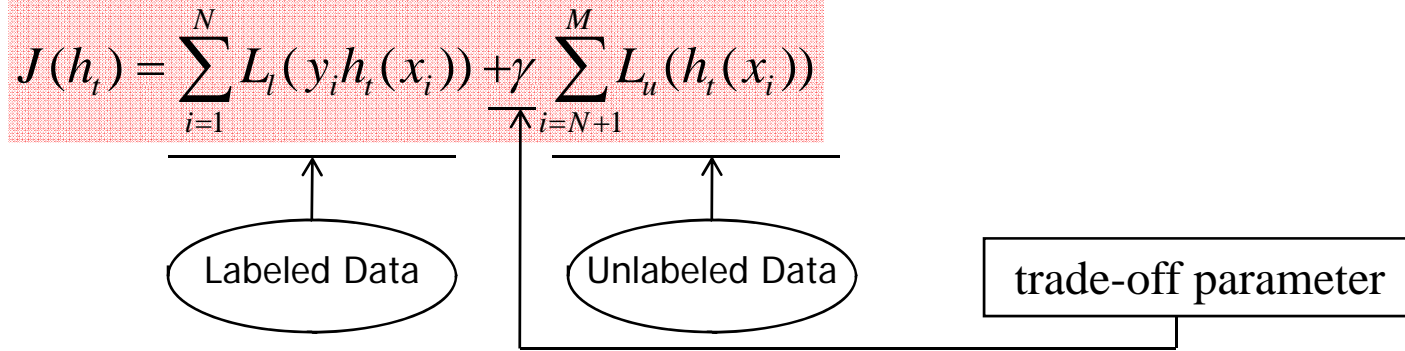 J(h_t) = \sum_{i=1}^{N} L_l(y_i h_t(x_i)) + \gamma \sum_{i=N+1}^{M} L_u(h_t(x_i))
Labeled Data
Unlabeled Data
trade-off parameter